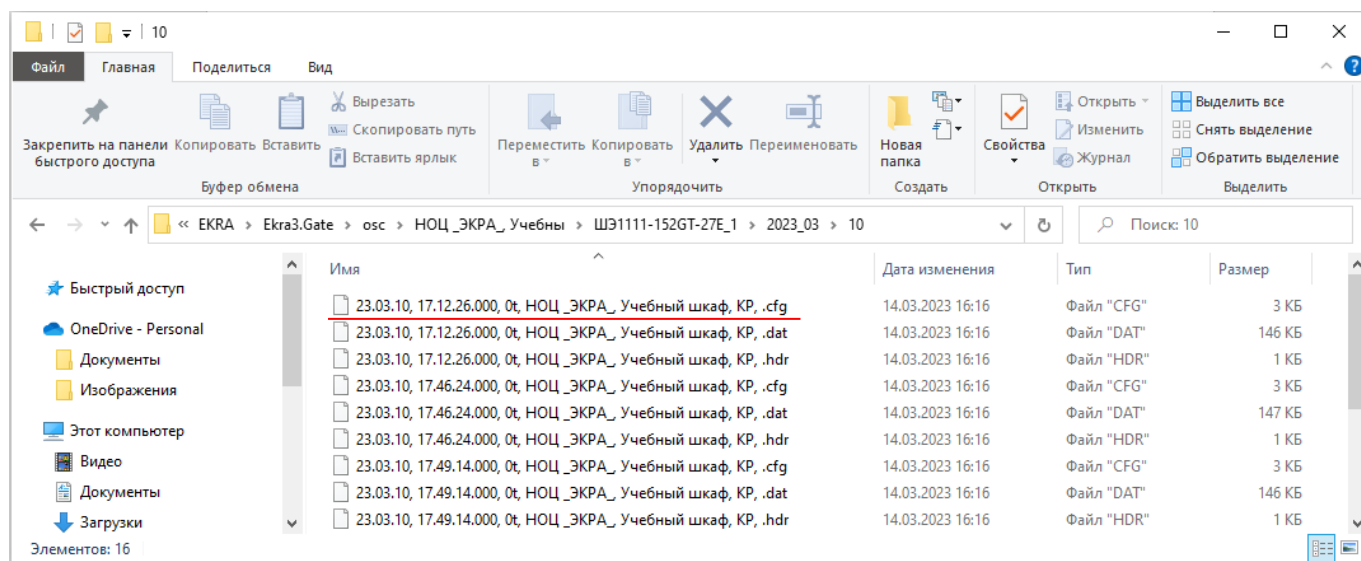 10
Файл Главная Поделиться Вид
Закрепить на панели быстрого доступа
Копировать
Вставить
Вырезать
Скопировать путь
Вставить ярлык
Буфер обмена
Переместить в
Копировать в
Удалить
Переименовать
Упорядочить
Новая папка
Создать
Свойства
Открыть
Изменить
Журнал
Открыть
Выделить все
Снять выделение
Обратить выделение
Выделить
« EKRA > Ekra3.Gate > osc > НОЦ _ЭКРА_, Учебны > ШЭ1111-152GT-27E_1 > 2023_03 > 10
Поиск: 10
Быстрый доступ
OneDrive - Personal
Документы
Изображения
Этот компьютер
Видео
Документы
Загрузки
Имя Дата изменения Тип Размер
23.03.10, 17.12.26.000, 0t, НОЦ _ЭКРА_, Учебный шкаф, КР, .cfg 14.03.2023 16:16 Файл "CFG" 3 КБ
23.03.10, 17.12.26.000, 0t, НОЦ _ЭКРА_, Учебный шкаф, КР, .dat 14.03.2023 16:16 Файл "DAT" 146 КБ
23.03.10, 17.12.26.000, 0t, НОЦ _ЭКРА_, Учебный шкаф, КР, .hdr 14.03.2023 16:16 Файл "HDR" 1 КБ
23.03.10, 17.46.24.000, 0t, НОЦ _ЭКРА_, Учебный шкаф, КР, .cfg 14.03.2023 16:16 Файл "CFG" 3 КБ
23.03.10, 17.46.24.000, 0t, НОЦ _ЭКРА_, Учебный шкаф, КР, .dat 14.03.2023 16:16 Файл "DAT" 147 КБ
23.03.10, 17.46.24.000, 0t, НОЦ _ЭКРА_, Учебный шкаф, КР, .hdr 14.03.2023 16:16 Файл "HDR" 1 КБ
23.03.10, 17.49.14.000, 0t, НОЦ _ЭКРА_, Учебный шкаф, КР, .cfg 14.03.2023 16:16 Файл "CFG" 3 КБ
23.03.10, 17.49.14.000, 0t, НОЦ _ЭКРА_, Учебный шкаф, КР, .dat 14.03.2023 16:16 Файл "DAT" 146 КБ
23.03.10, 17.49.14.000, 0t, НОЦ _ЭКРА_, Учебный шкаф, КР, .hdr 14.03.2023 16:16 Файл "HDR" 1 КБ
Элементов: 16